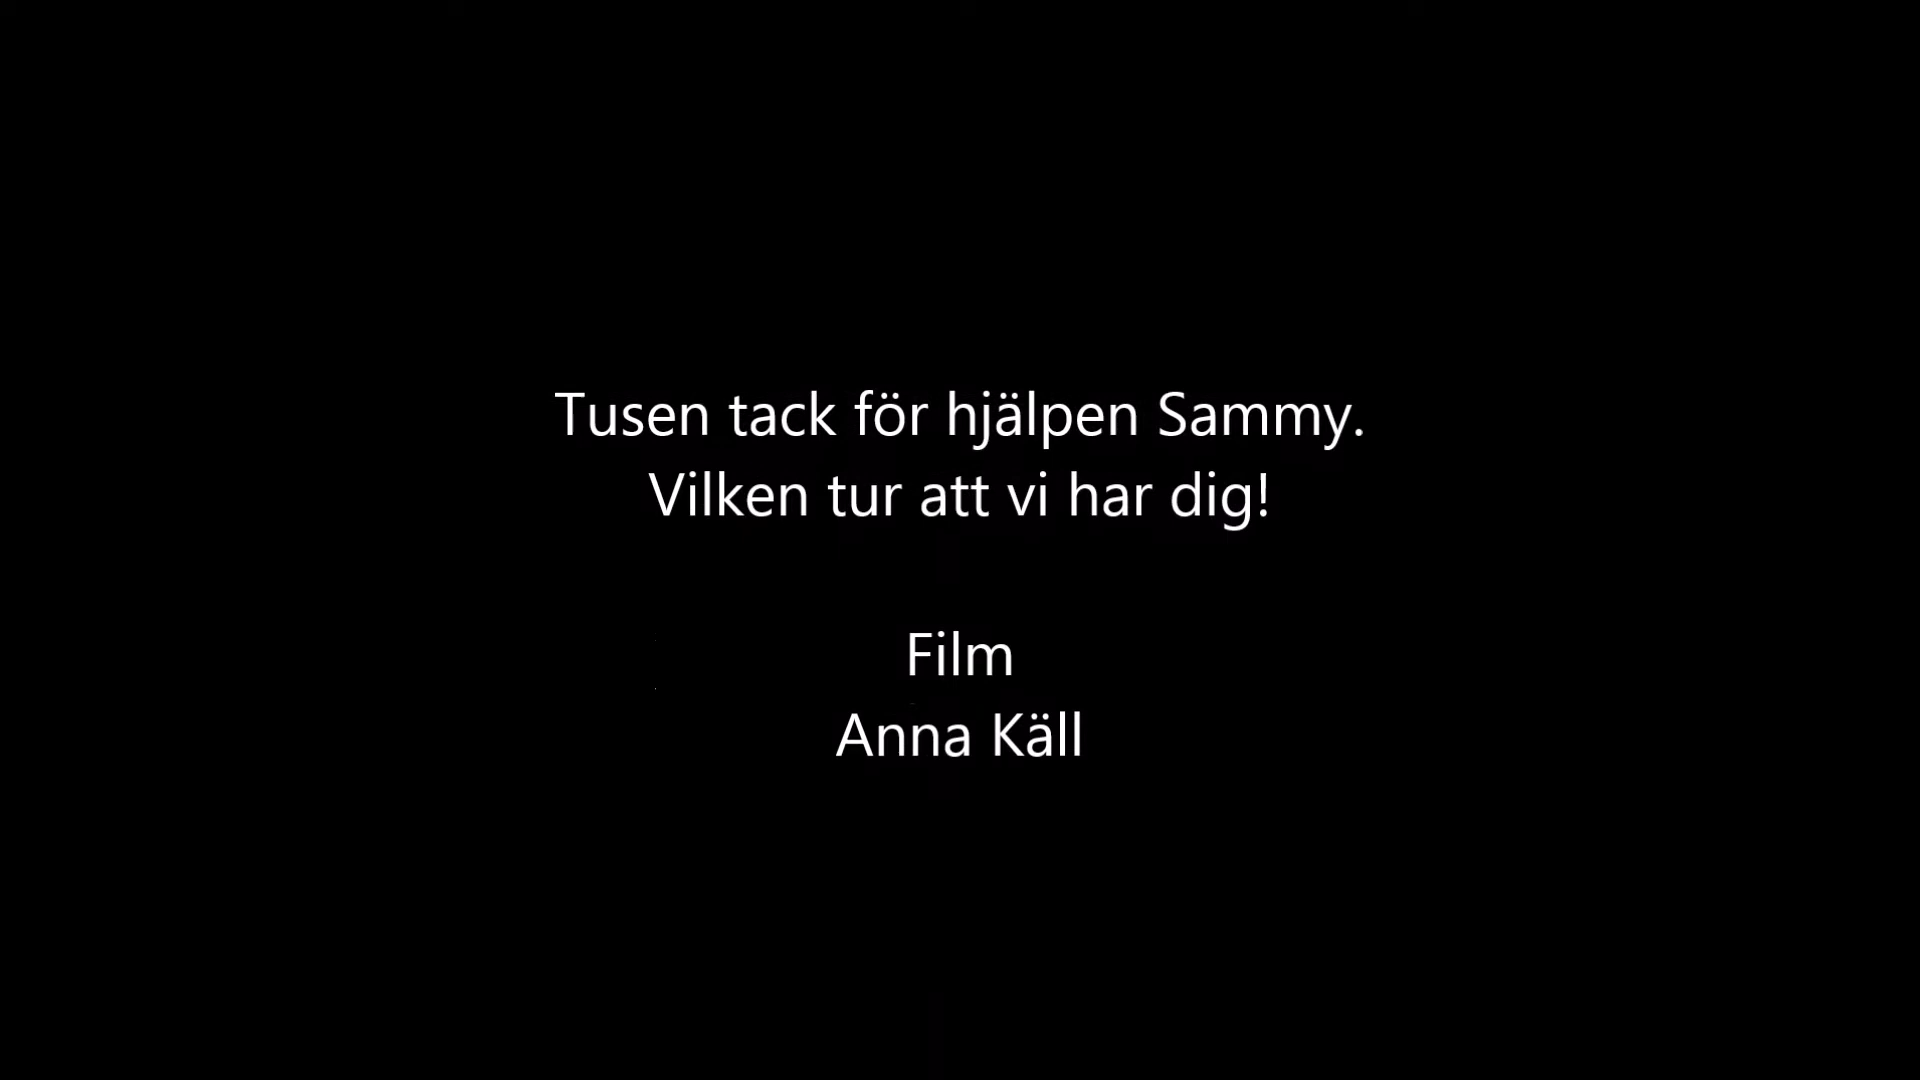 Tusen tack för hjälpen Sammy.
Vilken tur att vi har dig!
Film
Anna Käll